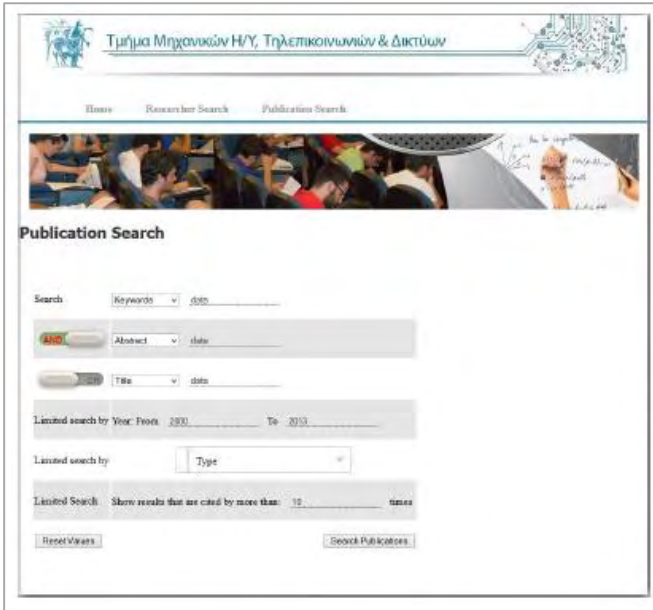 Τμήμα Μηχανικών Η/Υ, Τηλεπικοινωνιών & Δικτύων
Home Researcher Search Publication Search
Publication Search
Search Keywords data
AND Abstract data
OR Title data
Limited search by Year: From 2000 To 2013
Limited search by Type
Limited Search Show results that are cited by more than: 10 times
Reset Values Search Publications